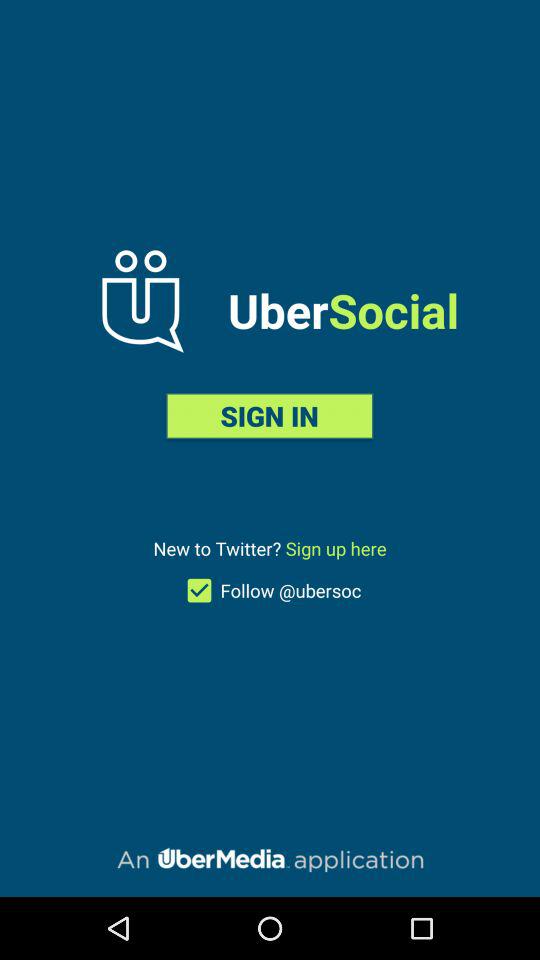 UberSocial
SIGN IN
New to Twitter? Sign up here
Follow @ubersoc
An UberMedia application